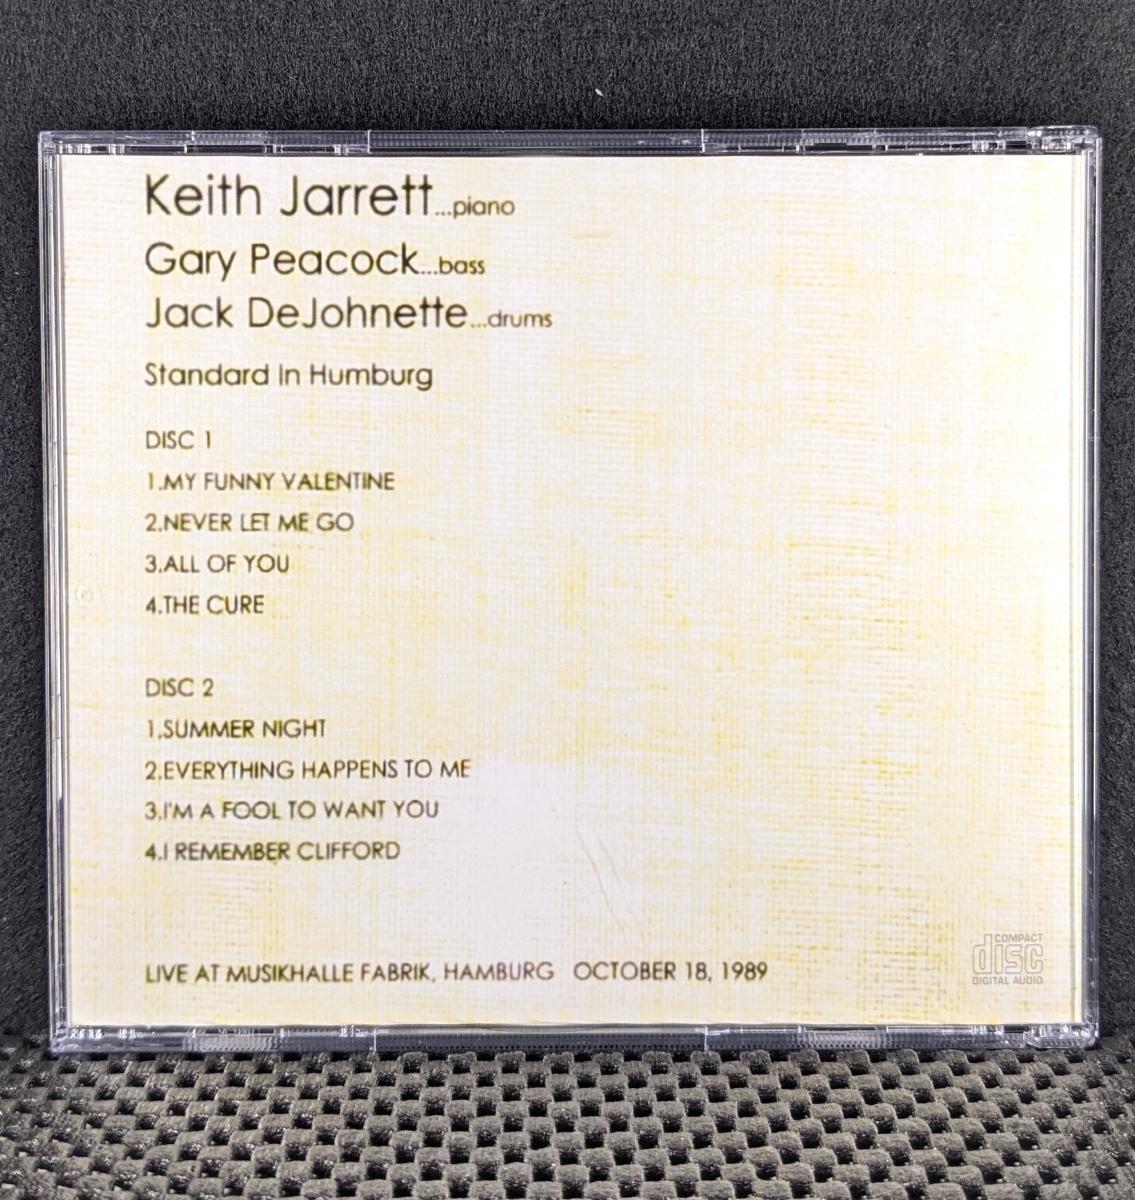 Keith Jarrett...piano
Gary Peacock...bass
Jack DeJohnette...drums
Standard In Humburg
DISC 1
1.MY FUNNY VALENTINE
2.NEVER LET ME GO
3.ALL OF YOU
4.THE CURE
DISC 2
1.SUMMER NIGHT
2.EVERYTHING HAPPENS TO ME
3.I'M A FOOL TO WANT YOU
4.I REMEMBER CLIFFORD
LIVE AT MUSIKHALLE FABRIK, HAMBURG OCTOBER 18, 1989
COMPACT
disc
DIGITAL AUDIO